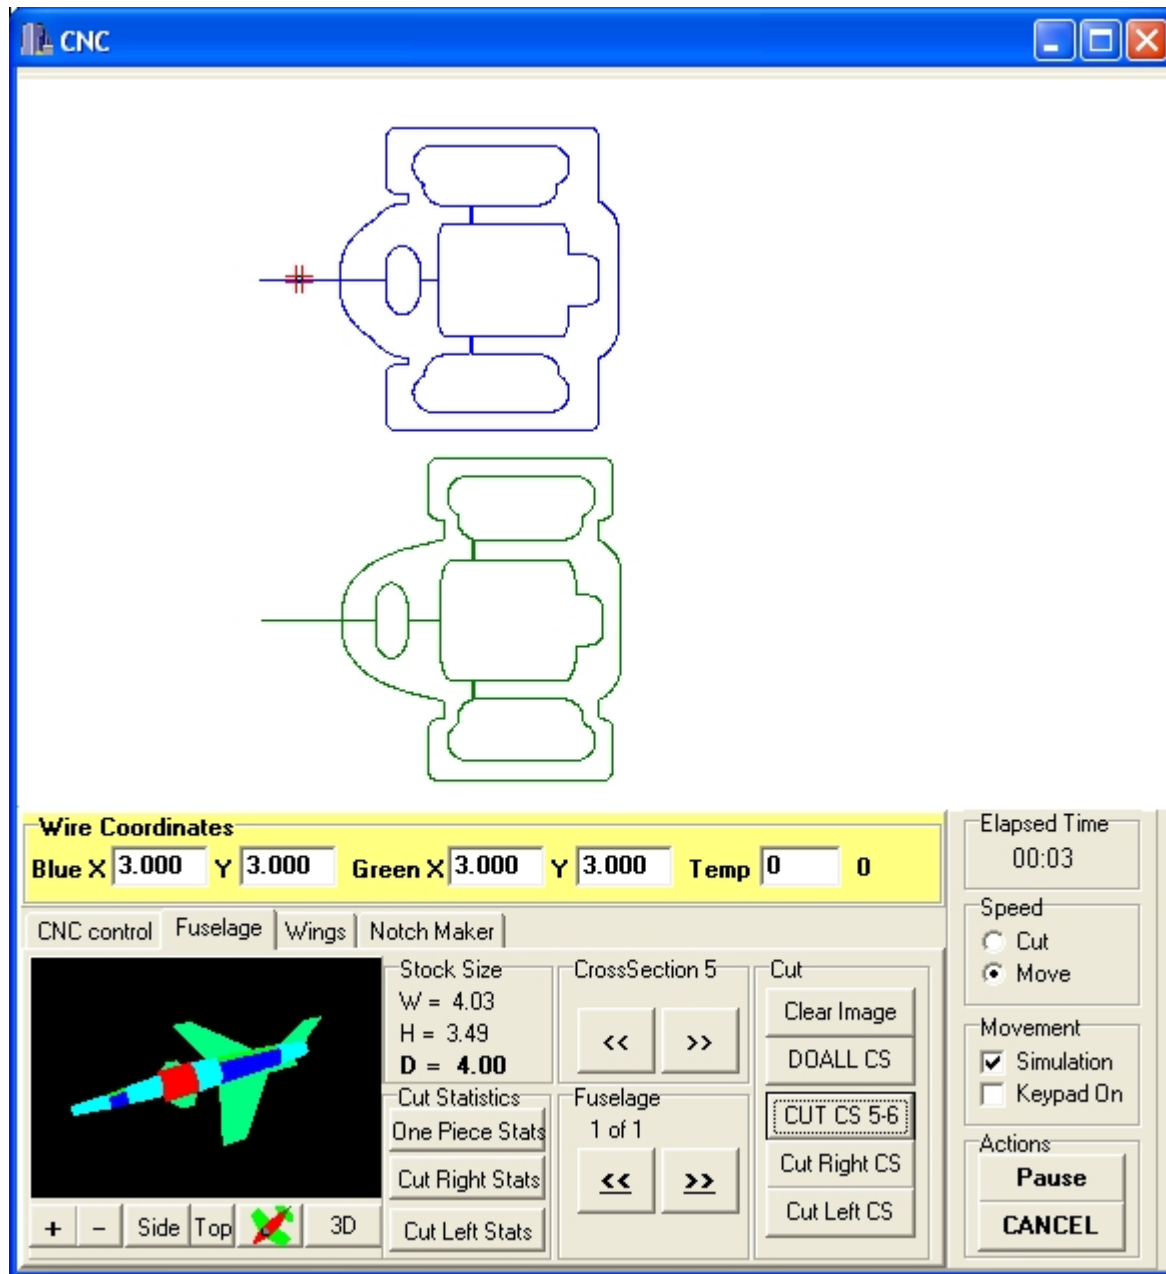 CNC
Wire Coordinates
Blue X 3.000 Y 3.000 Green X 3.000 Y 3.000 Temp 0 0
Elapsed Time
00:03
Speed
Cut
Move
Movement
Simulation
Keypad On
Actions
Pause
CANCEL
CNC control Fuselage Wings Notch Maker
Stock Size
W = 4.03
H = 3.49
D = 4.00
Cut Statistics
One Piece Stats
Cut Right Stats
Cut Left Stats
CrossSection 5
<< >>
Fuselage
1 of 1
<< >>
Cut
Clear Image
DOALL CS
CUT CS 5-6
Cut Right CS
Cut Left CS
+ - Side Top 3D